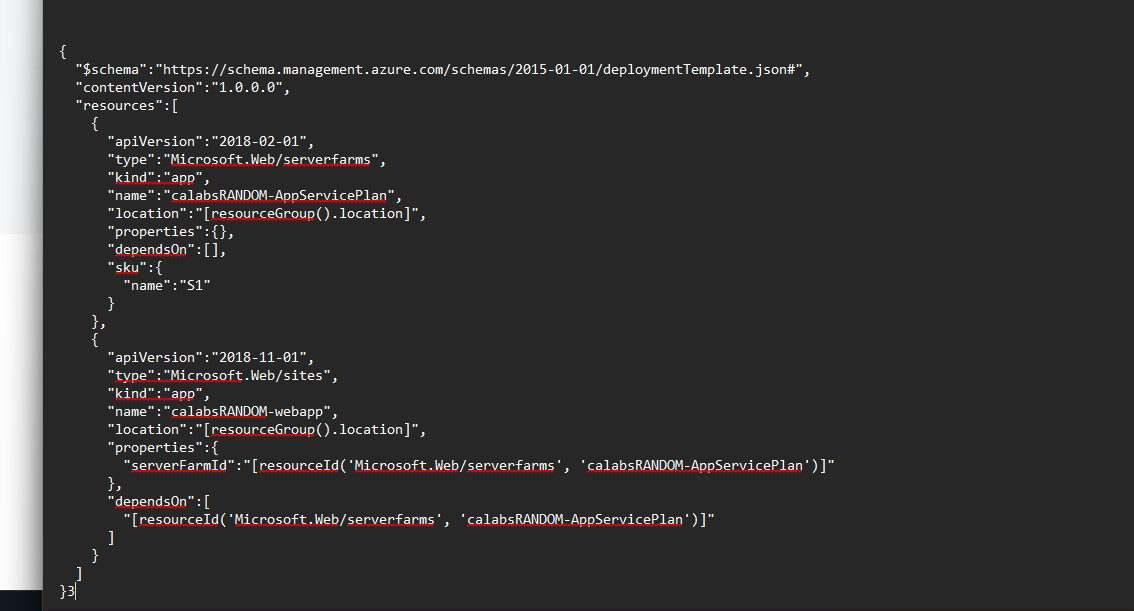 {
"$schema":"https://schema.management.azure.com/schemas/2015-01-01/deploymentTemplate.json#",
"contentVersion":"1.0.0.0",
"resources":[
{
"apiVersion":"2018-02-01",
"type":"Microsoft.Web/serverfarms",
"kind":"app",
"name":"calabsRANDOM-AppServicePlan",
"location":"[resourceGroup().location]",
"properties":{},
"dependsOn":[],
"sku":{
"name":"S1"
}
},
{
"apiVersion":"2018-11-01",
"type":"Microsoft.Web/sites",
"kind":"app",
"name":"calabsRANDOM-webapp",
"location":"[resourceGroup().location]",
"properties":{
"serverFarmId":"[resourceId('Microsoft.Web/serverfarms', 'calabsRANDOM-AppServicePlan')]"
},
"dependsOn":[
"[resourceId('Microsoft.Web/serverfarms', 'calabsRANDOM-AppServicePlan')]"
]
}
]
}3